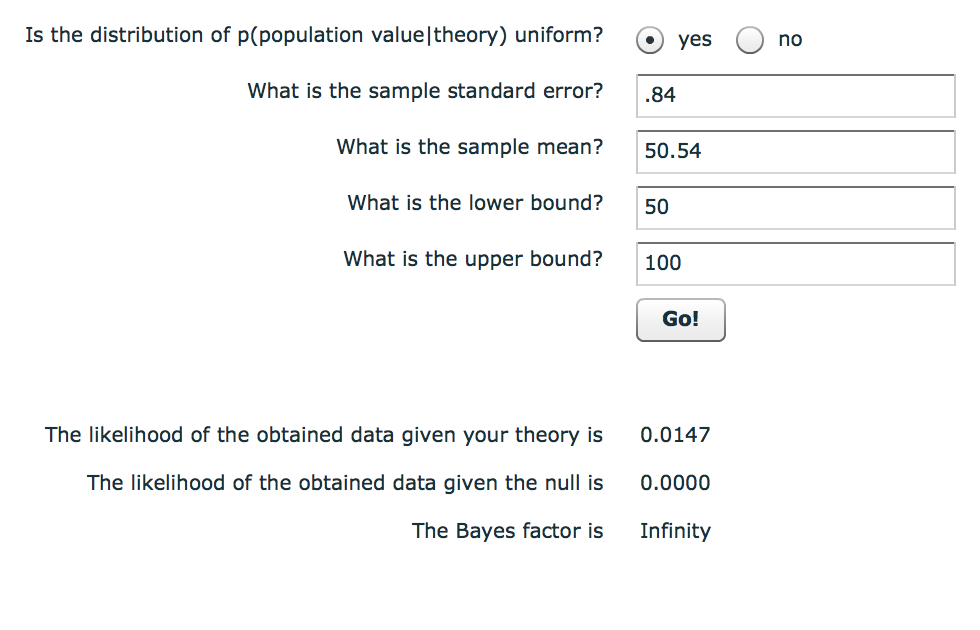 Is the distribution of p(population value|theory) uniform? yes no
What is the sample standard error? .84
What is the sample mean? 50.54
What is the lower bound? 50
What is the upper bound? 100
Go!
The likelihood of the obtained data given your theory is 0.0147
The likelihood of the obtained data given the null is 0.0000
The Bayes factor is Infinity